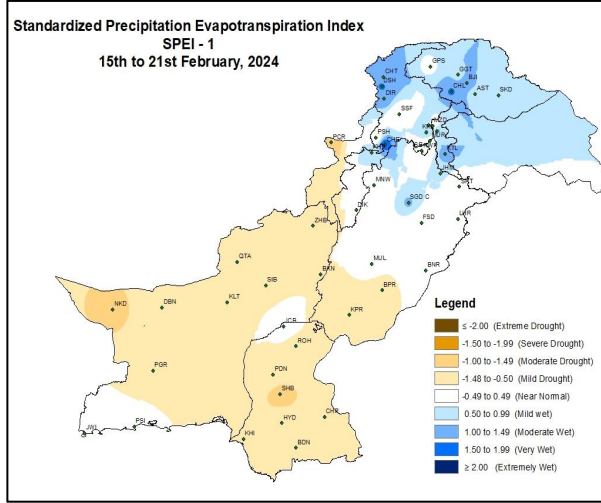 Standardized Precipitation Evapotranspiration Index
SPEI - 1
15th to 21st February, 2024
GPS
CHT
GGT
DSH
BJI
DIR
CHL
AST
SKD
SSF
MZD
PSH
PCR
KTL
JHM
MNW
SGD C
DIK
FSD
LHR
ZHB
QTA
MUL
BNR
BKN
SIB
BPR
KLT
NKD
DBN
KPR
JCB
ROH
PGR
PDN
SHB
CHR
HYD
PSI
JWI
KHI
BDN
Legend
≤ -2.00 (Extreme Drought)
-1.50 to -1.99 (Severe Drought)
-1.00 to -1.49 (Moderate Drought)
-1.48 to -0.50 (Mild Drought)
-0.49 to 0.49 (Near Normal)
0.50 to 0.99 (Mild wet)
1.00 to 1.49 (Moderate Wet)
1.50 to 1.99 (Very Wet)
≥ 2.00 (Extremely Wet)